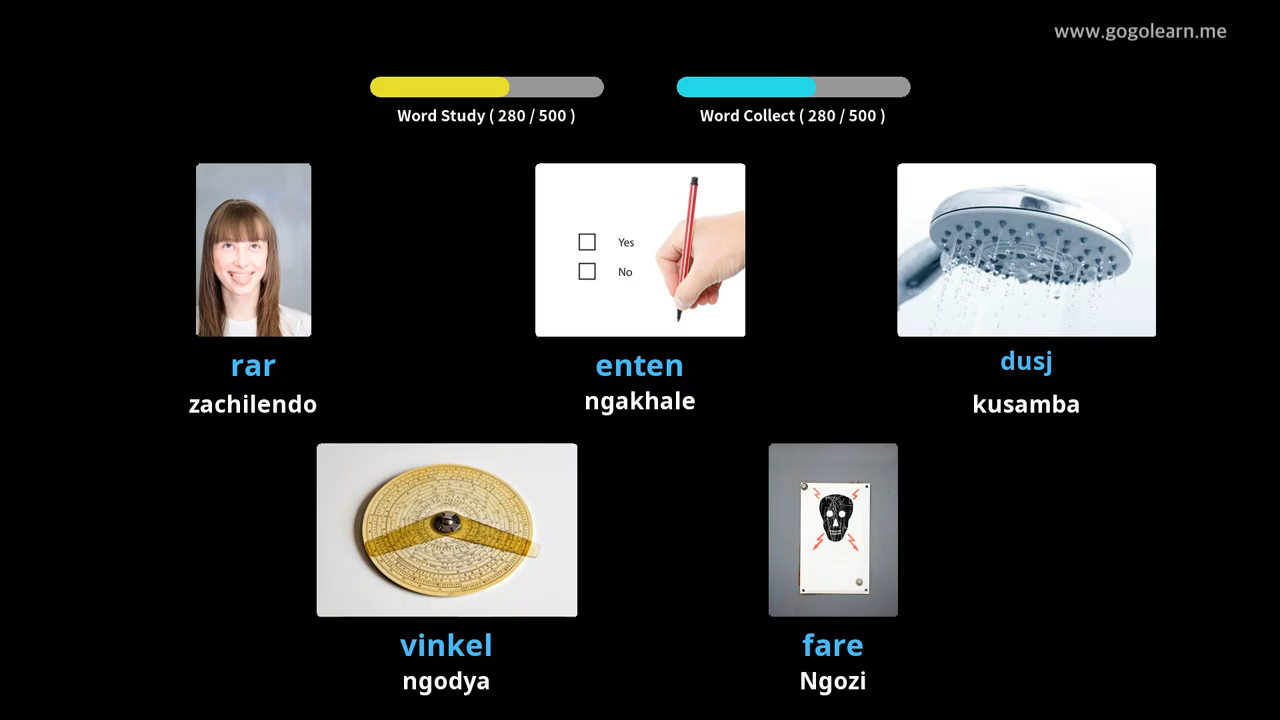 www.gogolearn.me
Word Study ( 280 / 500 )
Word Collect ( 280 / 500 )
Yes
No
rar
zachilendo
enten
ngakhale
dusj
kusamba
vinkel
ngodya
fare
Ngozi